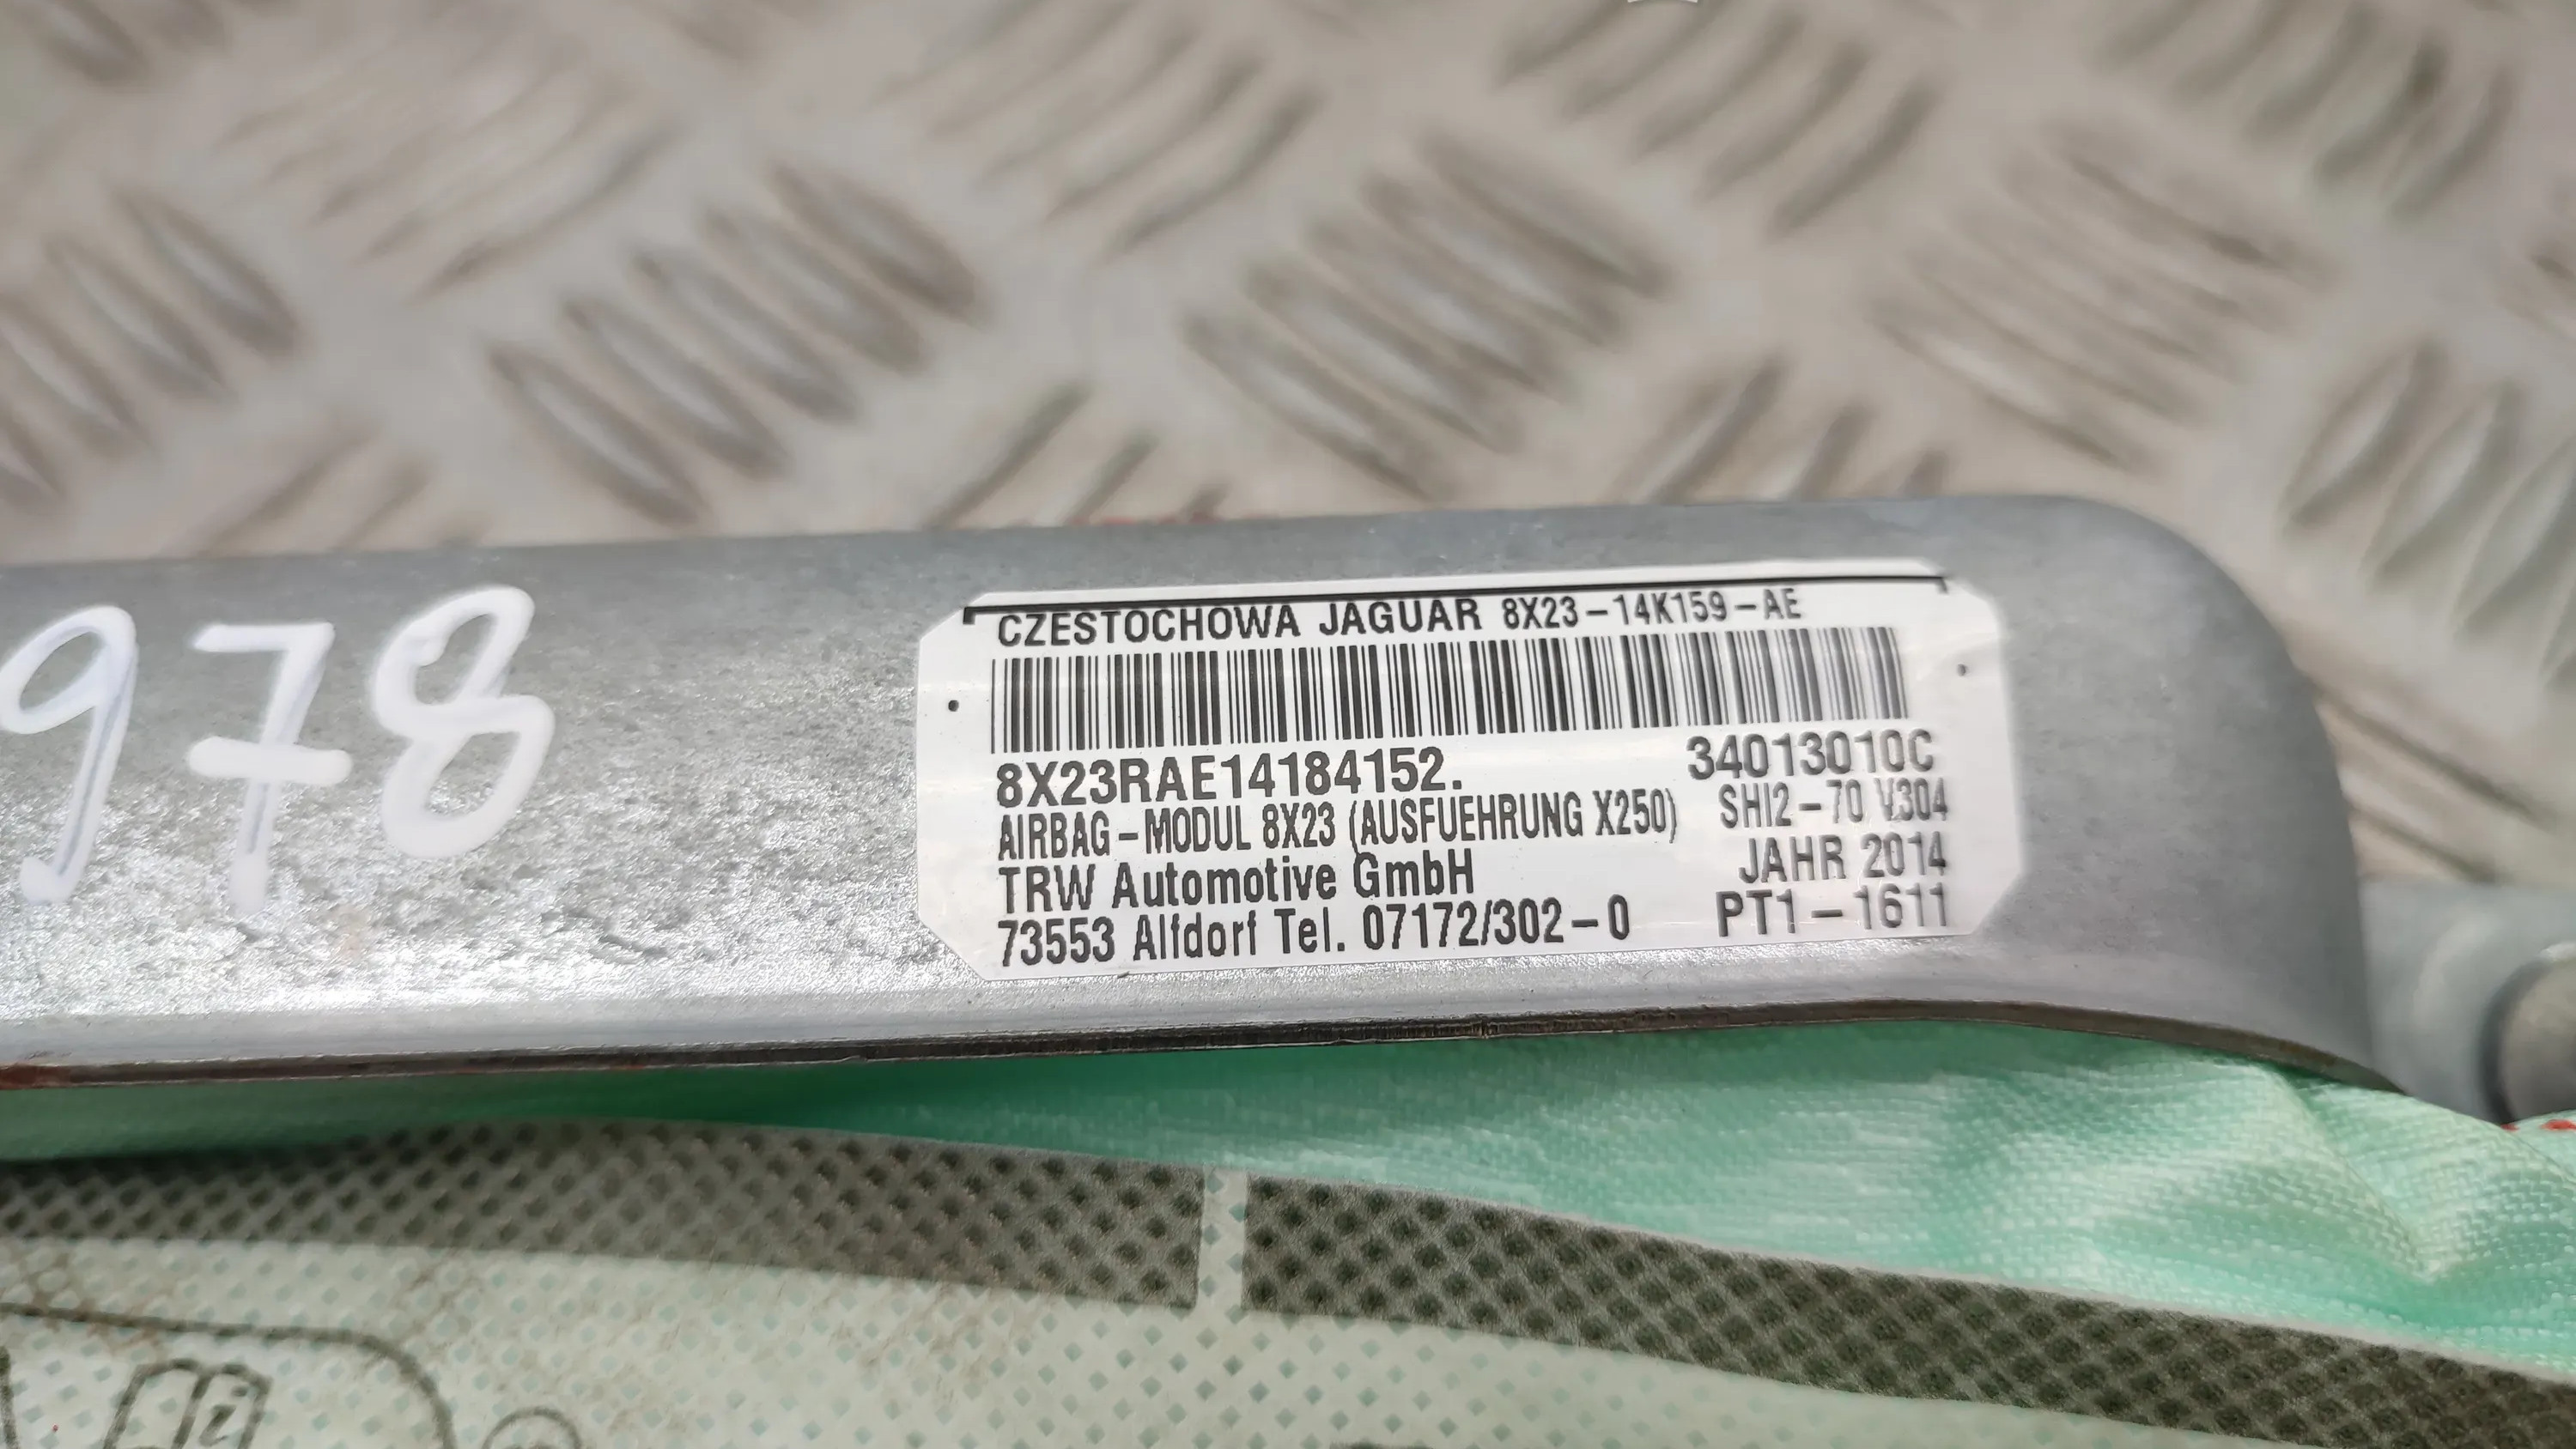 978
CZESTOCHOWA JAGUAR 8X23-14K159-AE
8X23RAE14184152. 34013010C
AIRBAG-MODUL 8X23 (AUSFUEHRUNG X250) SHI2-70 V304
TRW Automotive GmbH JAHR 2014
73553 Alfdorf Tel. 07172/302-0 PT1-1611
i